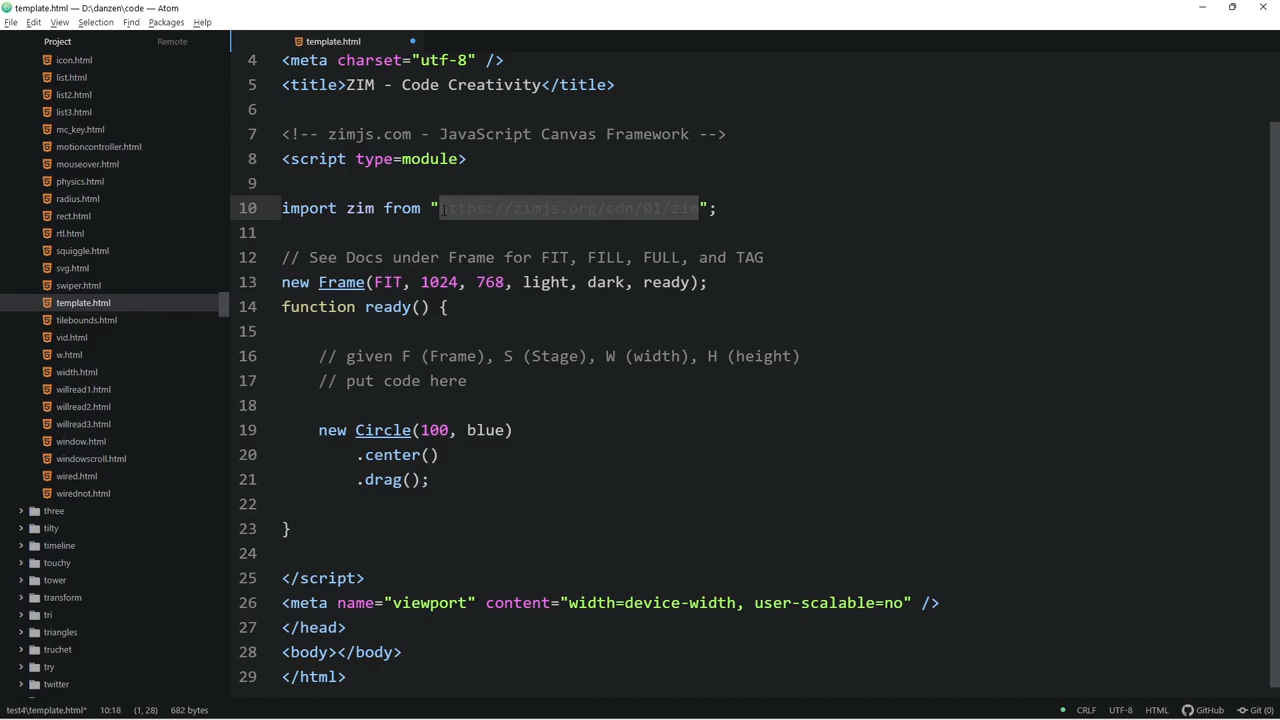 template.html — D:\danzen\code — Atom
File Edit View Selection Find Packages Help
Project Remote
template.html
icon.html
list.html
list2.html
list3.html
mc_key.html
motioncontroller.html
mouseover.html
physics.html
radius.html
rect.html
rtl.html
squiggle.html
svg.html
swiper.html
template.html
tilebounds.html
vid.html
w.html
width.html
willread1.html
willread2.html
willread3.html
window.html
windowscroll.html
wired.html
wirednot.html
three
tilty
timeline
touchy
tower
transform
tri
triangles
truchet
try
twitter
4 <meta charset="utf-8" />
5 <title>ZIM - Code Creativity</title>
6
7 <!-- zimjs.com - JavaScript Canvas Framework -->
8 <script type=module>
9
10 import zim from "https://zimjs.org/cdn/01/zim";
11
12 // See Docs under Frame for FIT, FILL, FULL, and TAG
13 new Frame(FIT, 1024, 768, light, dark, ready);
14 function ready() {
15
16 // given F (Frame), S (Stage), W (width), H (height)
17 // put code here
18
19 new Circle(100, blue)
20 .center()
21 .drag();
22
23 }
24
25 </script>
26 <meta name="viewport" content="width=device-width, user-scalable=no" />
27 </head>
28 <body></body>
29 </html>
test4\template.html* 10:18 (1, 28) 682 bytes CRLF UTF-8 HTML GitHub Git (0)